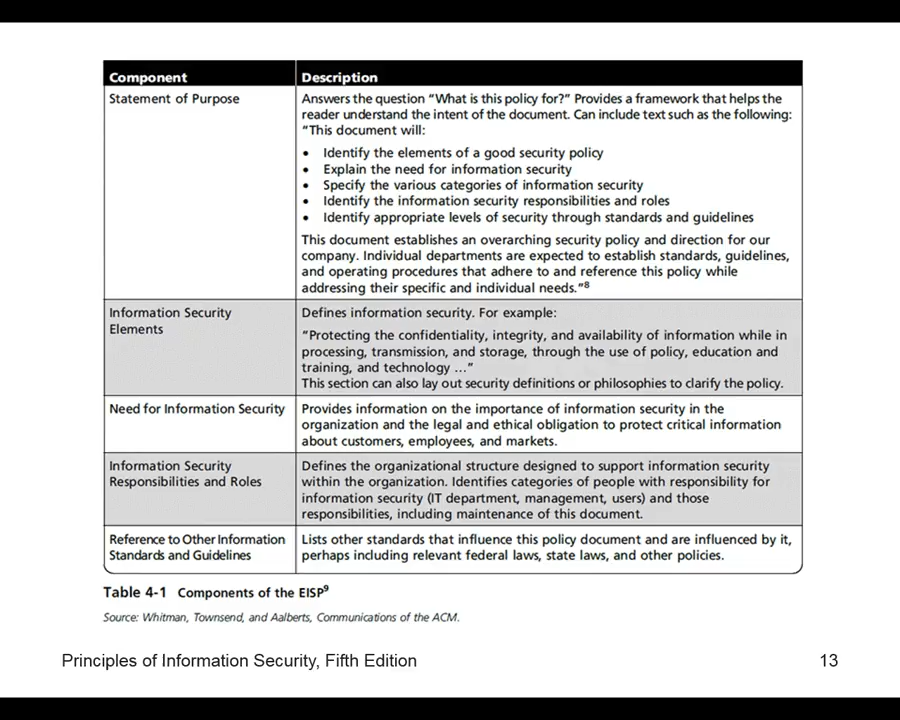 Component Description
Statement of Purpose
Answers the question “What is this policy for?” Provides a framework that helps the
reader understand the intent of the document. Can include text such as the following:
“This document will:
• Identify the elements of a good security policy
• Explain the need for information security
• Specify the various categories of information security
• Identify the information security responsibilities and roles
• Identify appropriate levels of security through standards and guidelines
This document establishes an overarching security policy and direction for our
company. Individual departments are expected to establish standards, guidelines,
and operating procedures that adhere to and reference this policy while
addressing their specific and individual needs.”8
Information Security
Elements
Defines information security. For example:
“Protecting the confidentiality, integrity, and availability of information while in
processing, transmission, and storage, through the use of policy, education and
training, and technology ...”
This section can also lay out security definitions or philosophies to clarify the policy.
Need for Information Security
Provides information on the importance of information security in the
organization and the legal and ethical obligation to protect critical information
about customers, employees, and markets.
Information Security
Responsibilities and Roles
Defines the organizational structure designed to support information security
within the organization. Identifies categories of people with responsibility for
information security (IT department, management, users) and those
responsibilities, including maintenance of this document.
Reference to Other Information
Standards and Guidelines
Lists other standards that influence this policy document and are influenced by it,
perhaps including relevant federal laws, state laws, and other policies.
Table 4-1 Components of the EISP9
Source: Whitman, Townsend, and Aalberts, Communications of the ACM.
Principles of Information Security, Fifth Edition 13